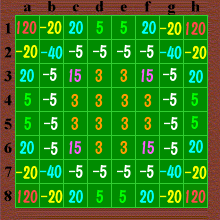 a b c d e f g h
1 120 -20 20 5 5 20 -20 120
2 -20 -40 -5 -5 -5 -5 -40 -20
3 20 -5 15 3 3 15 -5 20
4 5 -5 3 3 3 3 -5 5
5 5 -5 3 3 3 3 -5 5
6 20 -5 15 3 3 15 -5 20
7 -20 -40 -5 -5 -5 -5 -40 -20
8 120 -20 20 5 5 20 -20 120